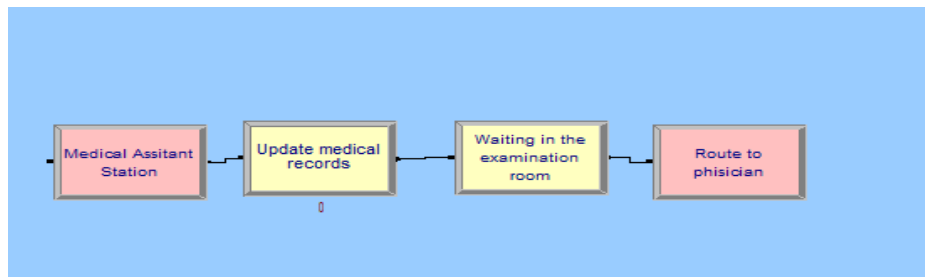 Medical Assitant
Station
Update medical
records
0
Waiting in the
examination
room
Route to
phisician